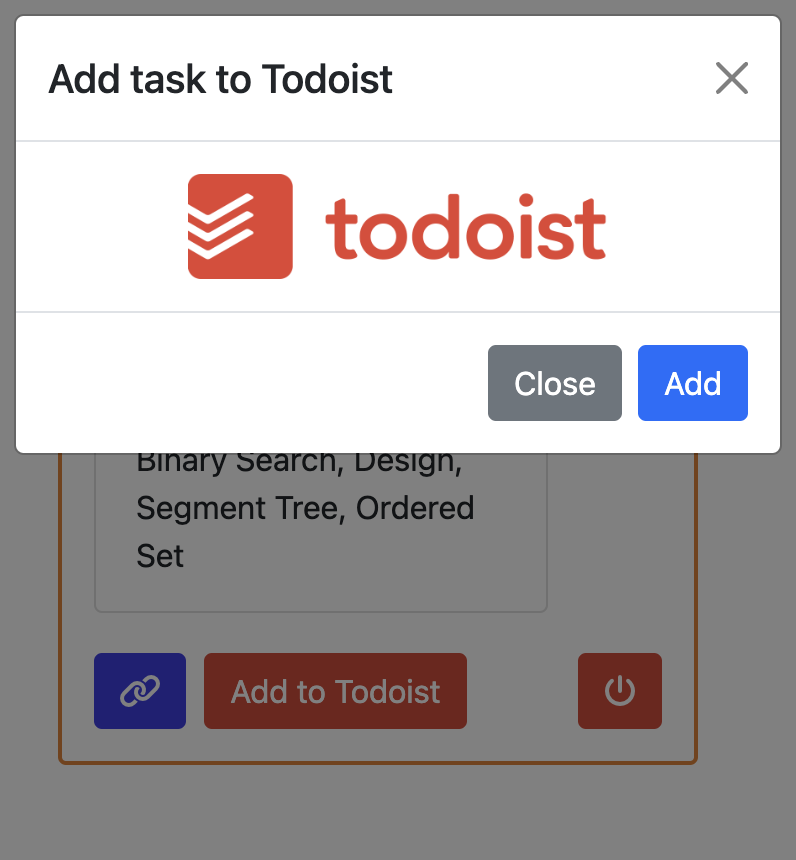 Add task to Todoist
todoist
Close
Add
Binary Search, Design,
Segment Tree, Ordered
Set
Add to Todoist